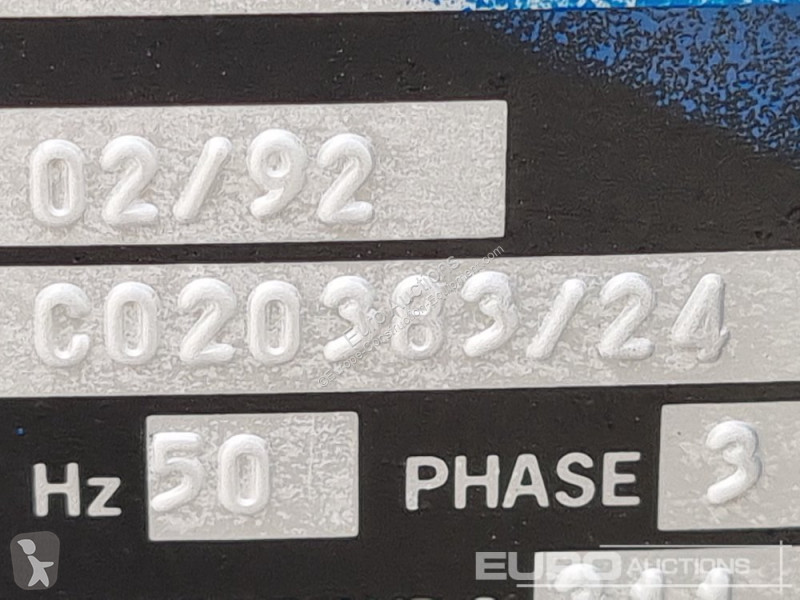 02/92
C020383/24
Hz 50 PHASE 3
EURO AUCTIONS